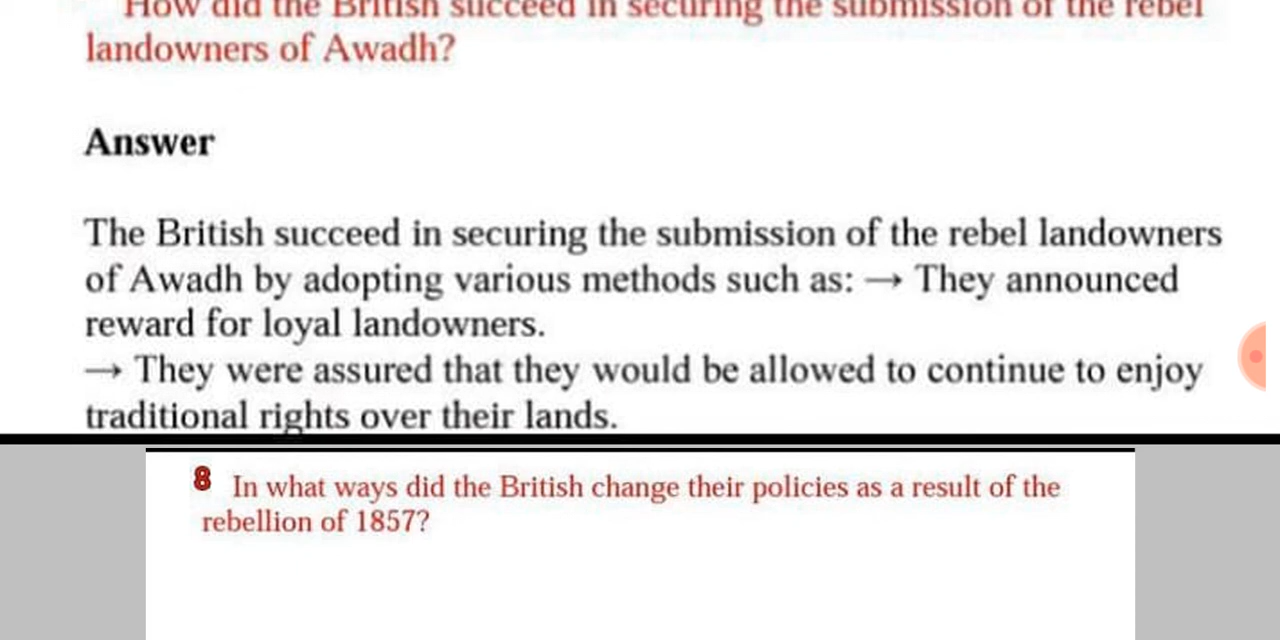 How did the British succeed in securing the submission of the rebel
landowners of Awadh?
Answer
The British succeed in securing the submission of the rebel landowners
of Awadh by adopting various methods such as: → They announced
reward for loyal landowners.
→ They were assured that they would be allowed to continue to enjoy
traditional rights over their lands.
8 In what ways did the British change their policies as a result of the
rebellion of 1857?